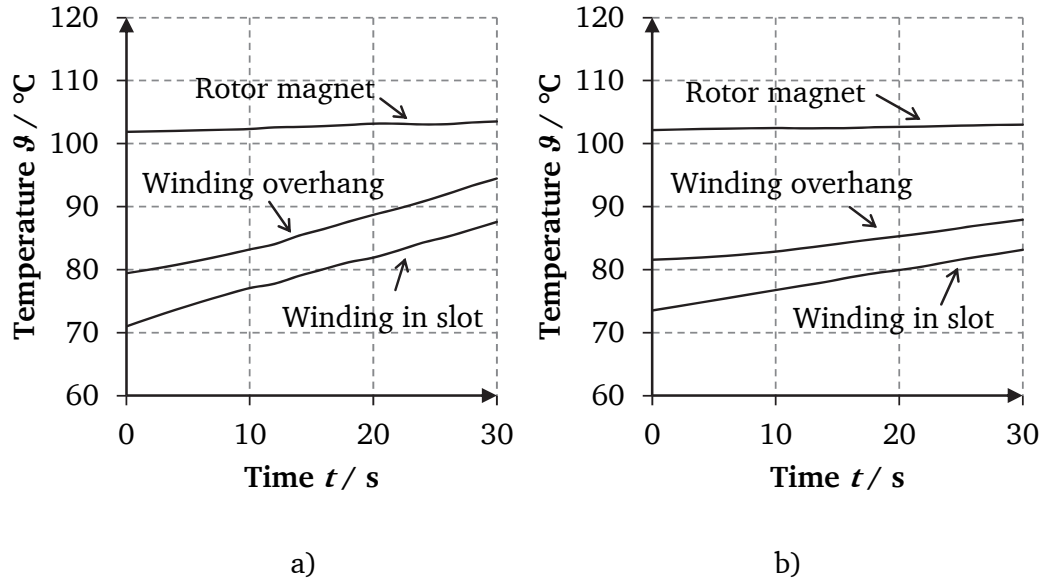 120
110
100
90
80
70
60
Temperature ϑ / °C
Rotor magnet
Winding overhang
Winding in slot
0 10 20 30
Time t / s
a)
120
110
100
90
80
70
60
Temperature ϑ / °C
Rotor magnet
Winding overhang
Winding in slot
0 10 20 30
Time t / s
b)